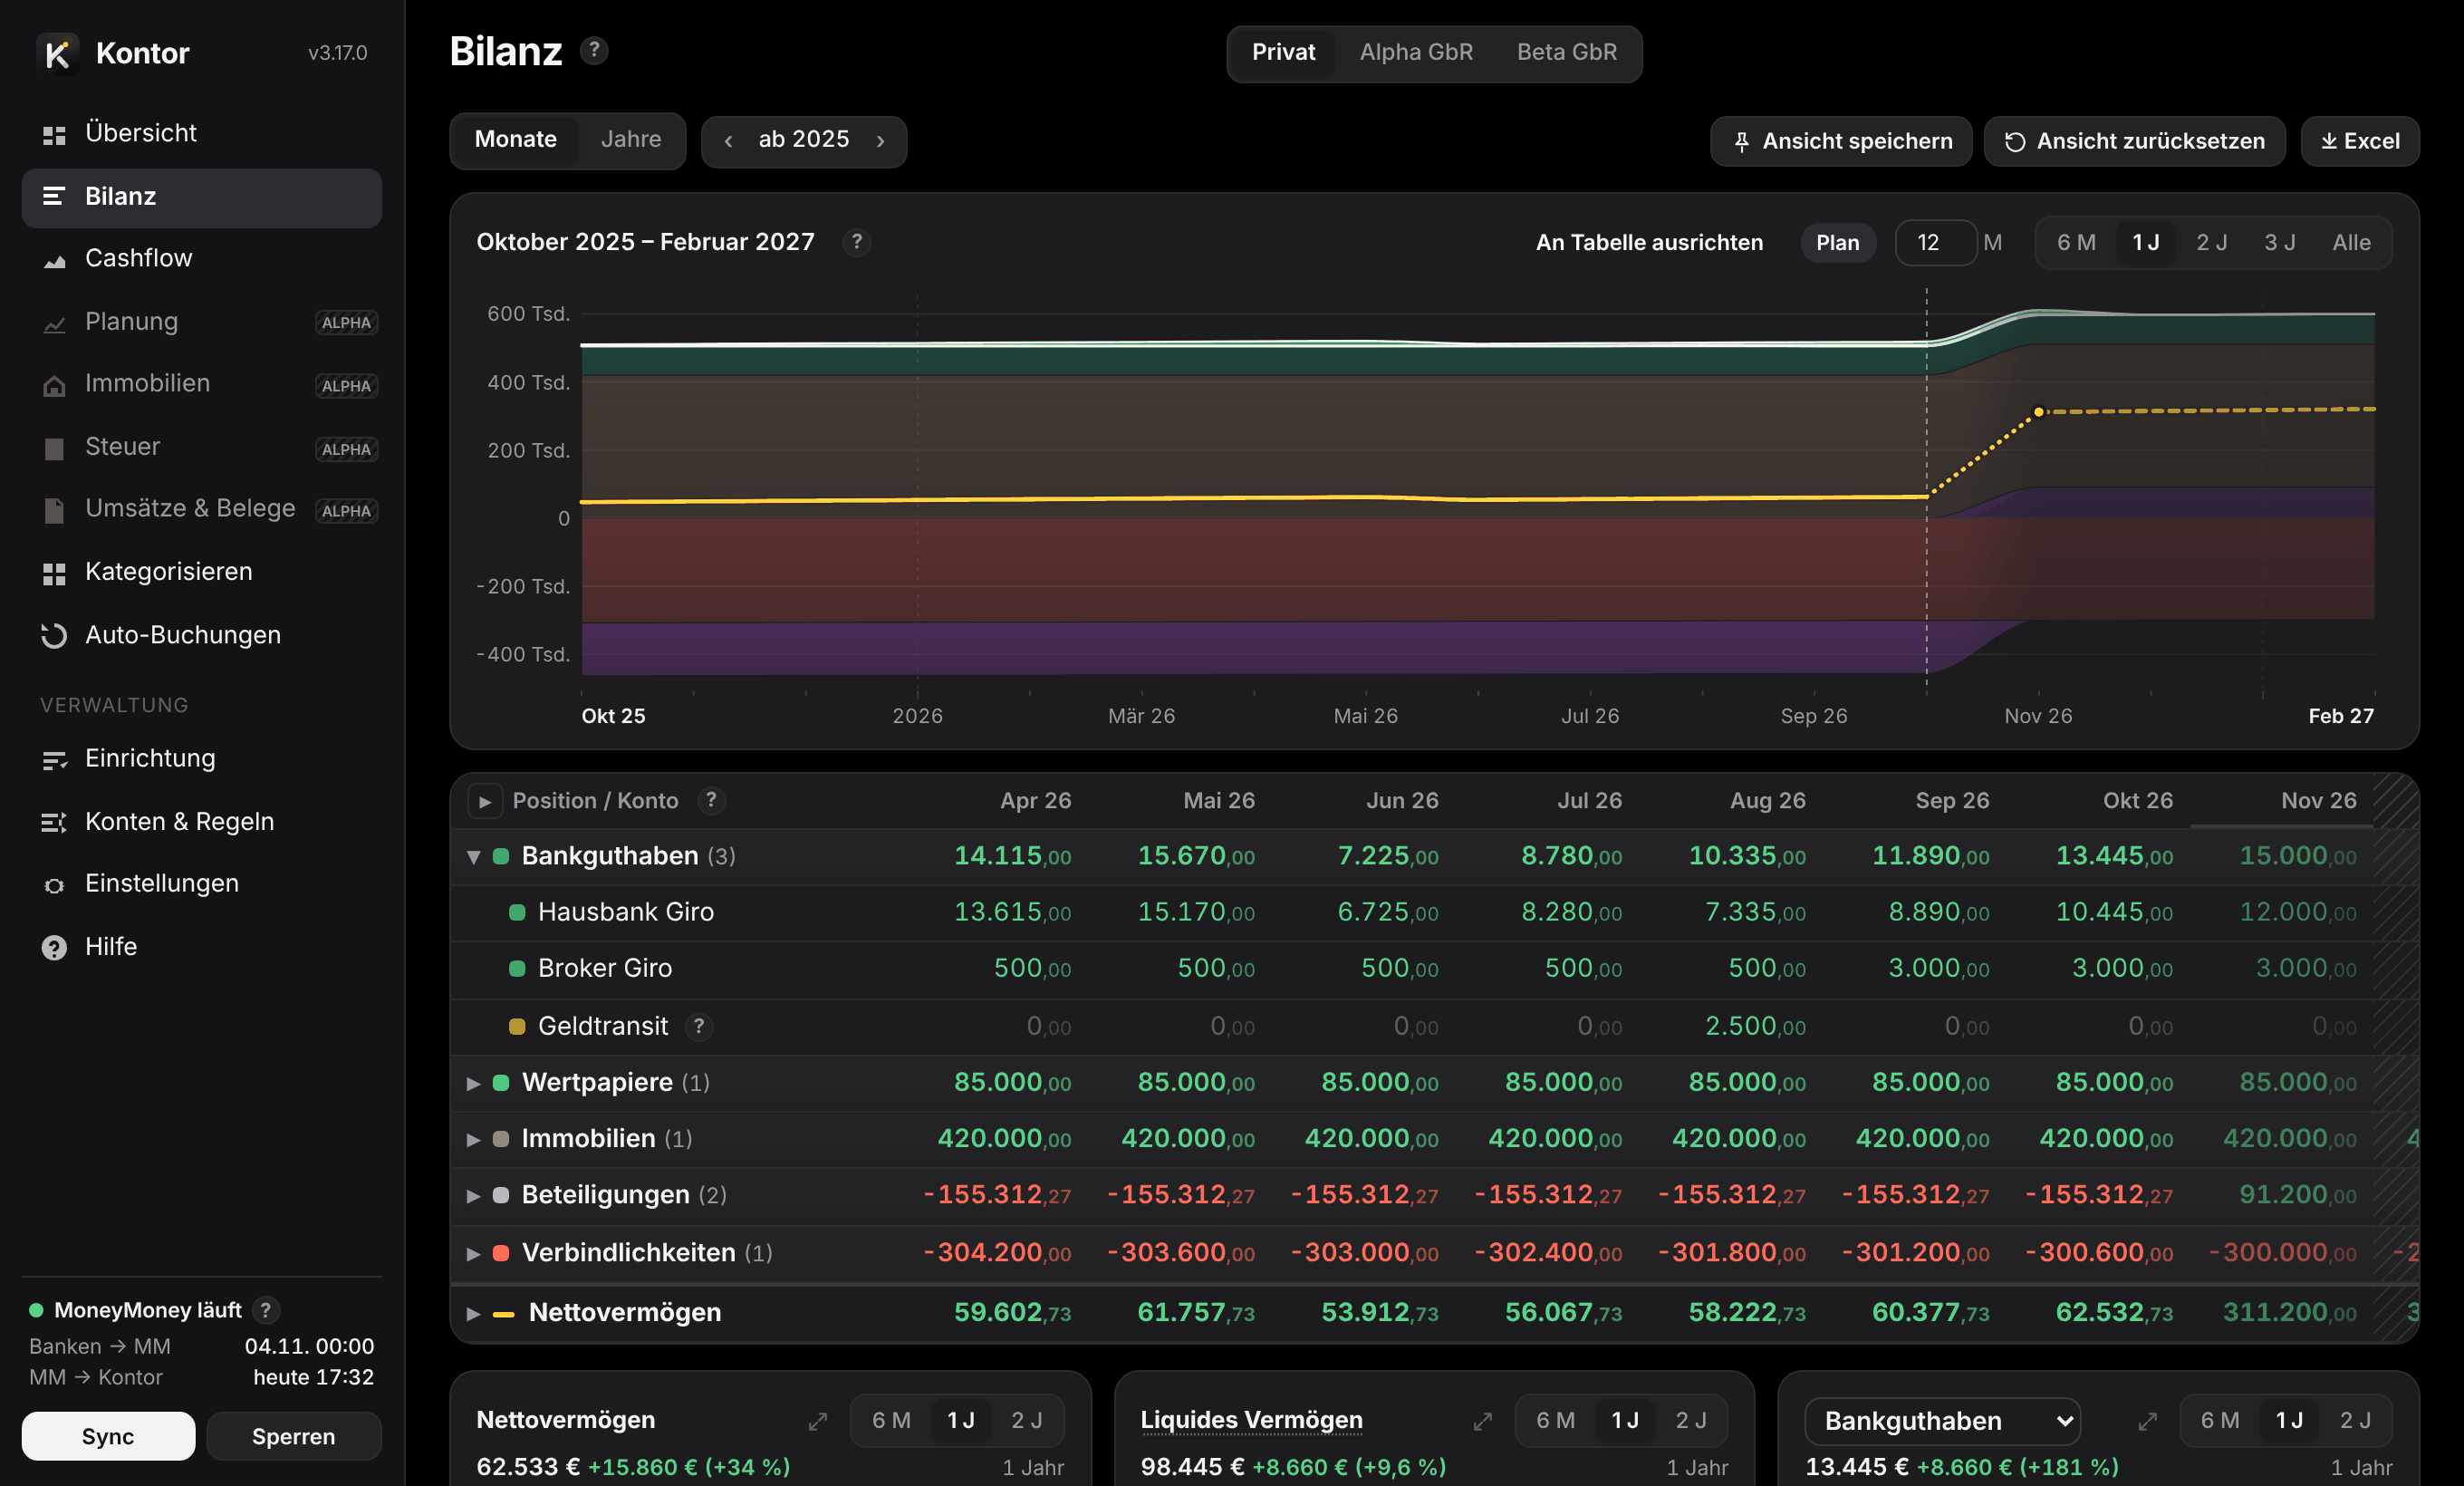 Kontor v3.17.0
Übersicht
Bilanz
Cashflow
Planung ALPHA
Immobilien ALPHA
Steuer ALPHA
Umsätze & Belege ALPHA
Kategorisieren
Auto-Buchungen
VERWALTUNG
Einrichtung
Konten & Regeln
Einstellungen
? Hilfe
MoneyMoney läuft ?
Banken → MM 04.11. 00:00
MM → Kontor heute 17:32
Sync Sperren
Bilanz ? Privat Alpha GbR Beta GbR
Monate Jahre ‹ ab 2025 › Ansicht speichern Ansicht zurücksetzen Excel
Oktober 2025 – Februar 2027 ? An Tabelle ausrichten Plan 12 M 6 M 1 J 2 J 3 J Alle
600 Tsd.
400 Tsd.
200 Tsd.
0
-200 Tsd.
-400 Tsd.
Okt 25 2026 Mär 26 Mai 26 Jul 26 Sep 26 Nov 26 Feb 27
Position / Konto ? Apr 26 Mai 26 Jun 26 Jul 26 Aug 26 Sep 26 Okt 26 Nov 26
Bankguthaben (3) 14.115,00 15.670,00 7.225,00 8.780,00 10.335,00 11.890,00 13.445,00 15.000,00
Hausbank Giro 13.615,00 15.170,00 6.725,00 8.280,00 7.335,00 8.890,00 10.445,00 12.000,00
Broker Giro 500,00 500,00 500,00 500,00 500,00 3.000,00 3.000,00 3.000,00
Geldtransit ? 0,00 0,00 0,00 0,00 2.500,00 0,00 0,00 0,00
Wertpapiere (1) 85.000,00 85.000,00 85.000,00 85.000,00 85.000,00 85.000,00 85.000,00 85.000,00
Immobilien (1) 420.000,00 420.000,00 420.000,00 420.000,00 420.000,00 420.000,00 420.000,00 420.000,00 4
Beteiligungen (2) -155.312,27 -155.312,27 -155.312,27 -155.312,27 -155.312,27 -155.312,27 -155.312,27 91.200,00
Verbindlichkeiten (1) -304.200,00 -303.600,00 -303.000,00 -302.400,00 -301.800,00 -301.200,00 -300.600,00 -300.000,00 -2
Nettovermögen 59.602,73 61.757,73 53.912,73 56.067,73 58.222,73 60.377,73 62.532,73 311.200,00 3
Nettovermögen 6 M 1 J 2 J
62.533 € +15.860 € (+34 %) 1 Jahr
Liquides Vermögen 6 M 1 J 2 J
98.445 € +8.660 € (+9,6 %) 1 Jahr
Bankguthaben 6 M 1 J 2 J
13.445 € +8.660 € (+181 %) 1 Jahr